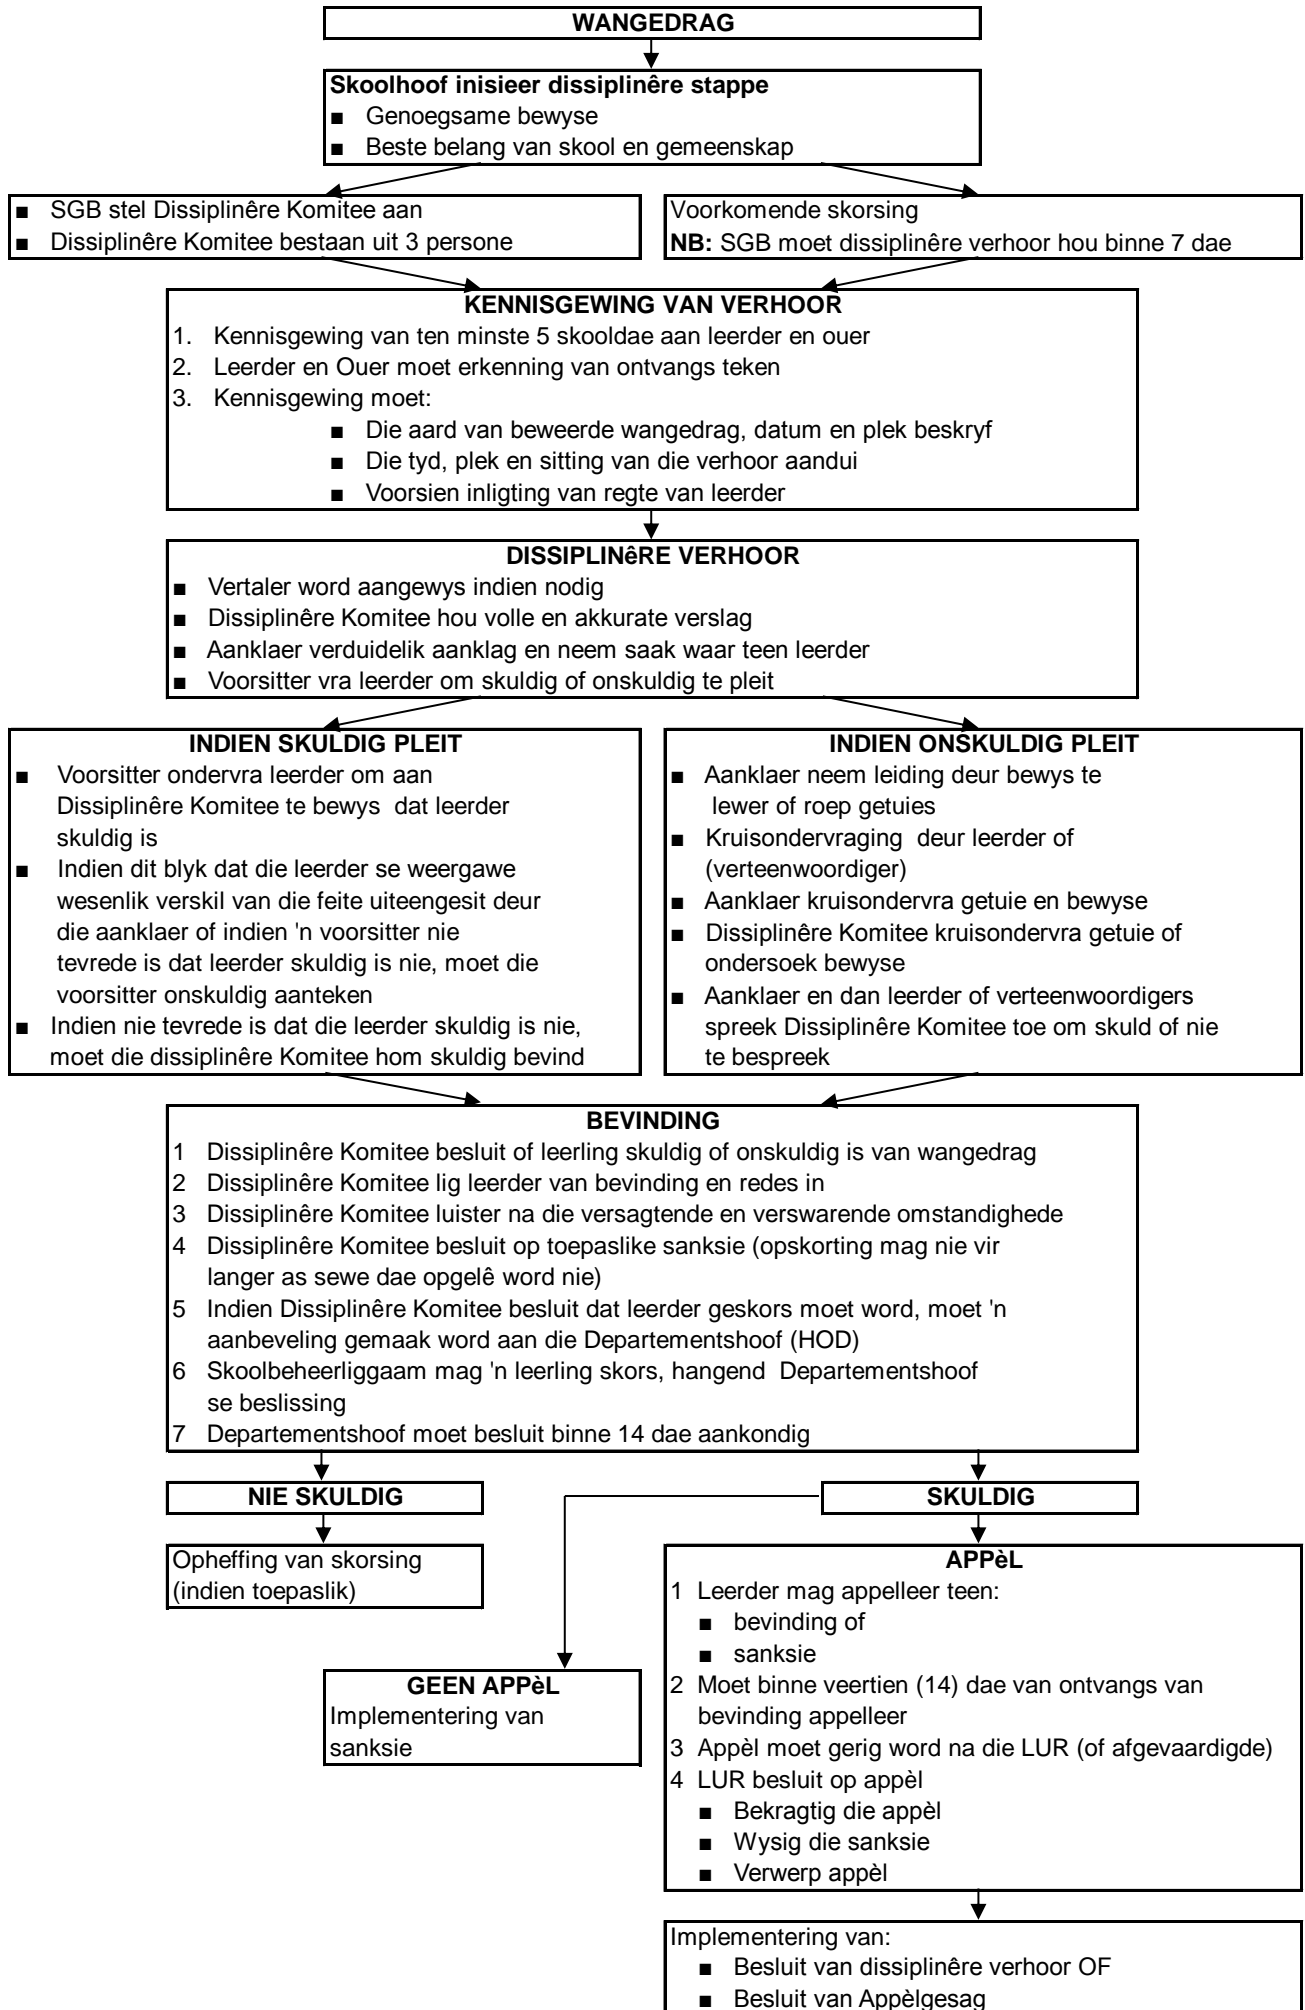 WANGEDRAG
Skoolhoof inisieer dissiplinêre stappe
■ Genoegsame bewyse
■ Beste belang van skool en gemeenskap
■ SGB stel Dissiplinêre Komitee aan
■ Dissiplinêre Komitee bestaan uit 3 persone
Voorkomende skorsing
NB: SGB moet dissiplinêre verhoor hou binne 7 dae
KENNISGEWING VAN VERHOOR
1. Kennisgewing van ten minste 5 skooldae aan leerder en ouer
2. Leerder en Ouer moet erkenning van ontvangs teken
3. Kennisgewing moet:
■ Die aard van beweerde wangedrag, datum en plek beskryf
■ Die tyd, plek en sitting van die verhoor aandui
■ Voorsien inligting van regte van leerder
DISSIPLINêRE VERHOOR
■ Vertaler word aangewys indien nodig
■ Dissiplinêre Komitee hou volle en akkurate verslag
■ Aanklaer verduidelik aanklag en neem saak waar teen leerder
■ Voorsitter vra leerder om skuldig of onskuldig te pleit
INDIEN SKULDIG PLEIT
■ Voorsitter ondervra leerder om aan
Dissiplinêre Komitee te bewys dat leerder
skuldig is
■ Indien dit blyk dat die leerder se weergawe
wesenlik verskil van die feite uiteengesit deur
die aanklaer of indien 'n voorsitter nie
tevrede is dat leerder skuldig is nie, moet die
voorsitter onskuldig aanteken
■ Indien nie tevrede is dat die leerder skuldig is nie,
moet die dissiplinêre Komitee hom skuldig bevind
INDIEN ONSKULDIG PLEIT
■ Aanklaer neem leiding deur bewys te
lewer of roep getuies
■ Kruisondervraging deur leerder of
(verteenwoordiger)
■ Aanklaer kruisondervra getuie en bewyse
■ Dissiplinêre Komitee kruisondervra getuie of
ondersoek bewyse
■ Aanklaer en dan leerder of verteenwoordigers
spreek Dissiplinêre Komitee toe om skuld of nie
te bespreek
BEVINDING
1 Dissiplinêre Komitee besluit of leerling skuldig of onskuldig is van wangedrag
2 Dissiplinêre Komitee lig leerder van bevinding en redes in
3 Dissiplinêre Komitee luister na die versagtende en verswarende omstandighede
4 Dissiplinêre Komitee besluit op toepaslike sanksie (opskorting mag nie vir
langer as sewe dae opgelê word nie)
5 Indien Dissiplinêre Komitee besluit dat leerder geskors moet word, moet 'n
aanbeveling gemaak word aan die Departementshoof (HOD)
6 Skoolbeheerliggaam mag 'n leerling skors, hangend Departementshoof
se beslissing
7 Departementshoof moet besluit binne 14 dae aankondig
NIE SKULDIG
Opheffing van skorsing
(indien toepaslik)
SKULDIG
GEEN APPèL
Implementering van
sanksie
APPèL
1 Leerder mag appelleer teen:
■ bevinding of
■ sanksie
2 Moet binne veertien (14) dae van ontvangs van
bevinding appelleer
3 Appèl moet gerig word na die LUR (of afgevaardigde)
4 LUR besluit op appèl
■ Bekragtig die appèl
■ Wysig die sanksie
■ Verwerp appèl
Implementering van:
■ Besluit van dissiplinêre verhoor OF
■ Besluit van Appèlgesag